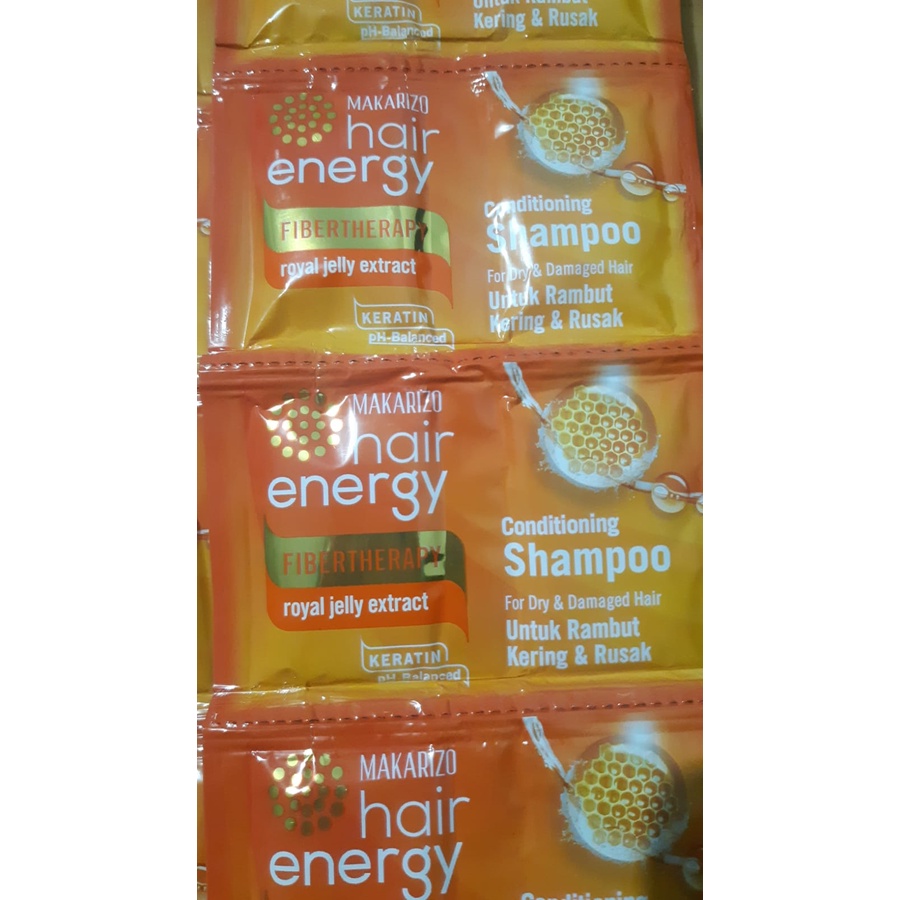 KERATIN
pH-Balanced
Untuk Rambut
Kering & Rusak
MAKARIZO
hair
energy
FIBERTHERAPY
royal jelly extract
KERATIN
pH-Balanced
Conditioning
Shampoo
For Dry & Damaged Hair
Untuk Rambut
Kering & Rusak
MAKARIZO
hair
energy
FIBERTHERAPY
royal jelly extract
KERATIN
pH-Balanced
Conditioning
Shampoo
For Dry & Damaged Hair
Untuk Rambut
Kering & Rusak
MAKARIZO
hair
energy
Conditioning